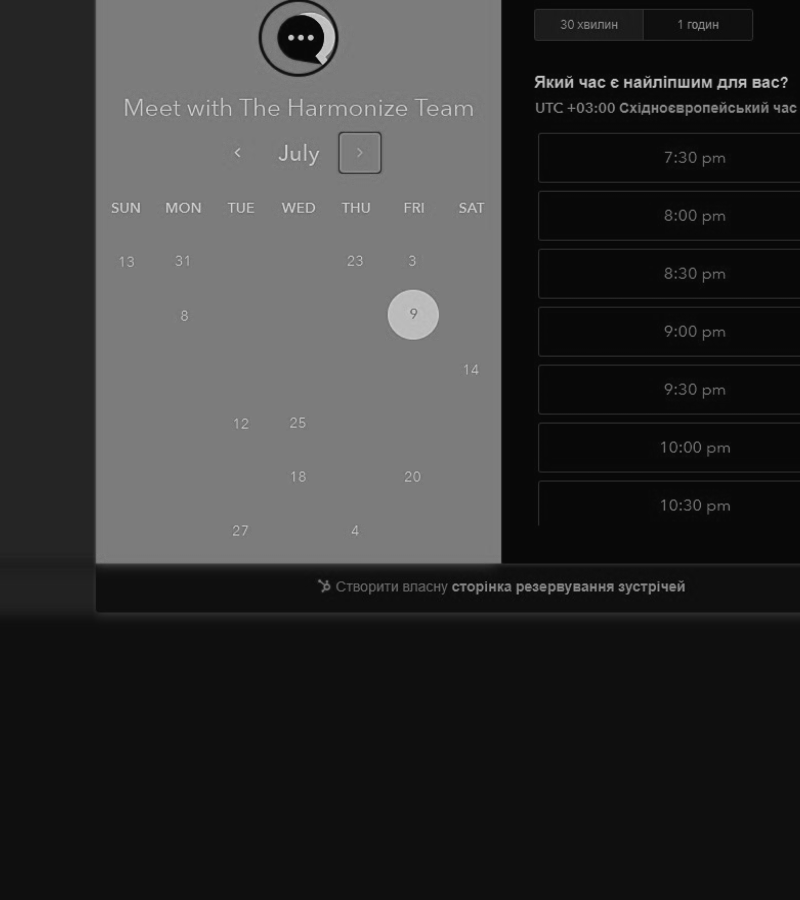 30 хвилин 1 годин
Meet with The Harmonize Team
Який час є найліпшим для вас?
UTC +03:00 Східноєвропейський час
‹ July ›
SUN MON TUE WED THU FRI SAT
13 31 23 3
8 9
14
12 25
18 20
27 4
7:30 pm
8:00 pm
8:30 pm
9:00 pm
9:30 pm
10:00 pm
10:30 pm
Створити власну сторінка резервування зустрічей